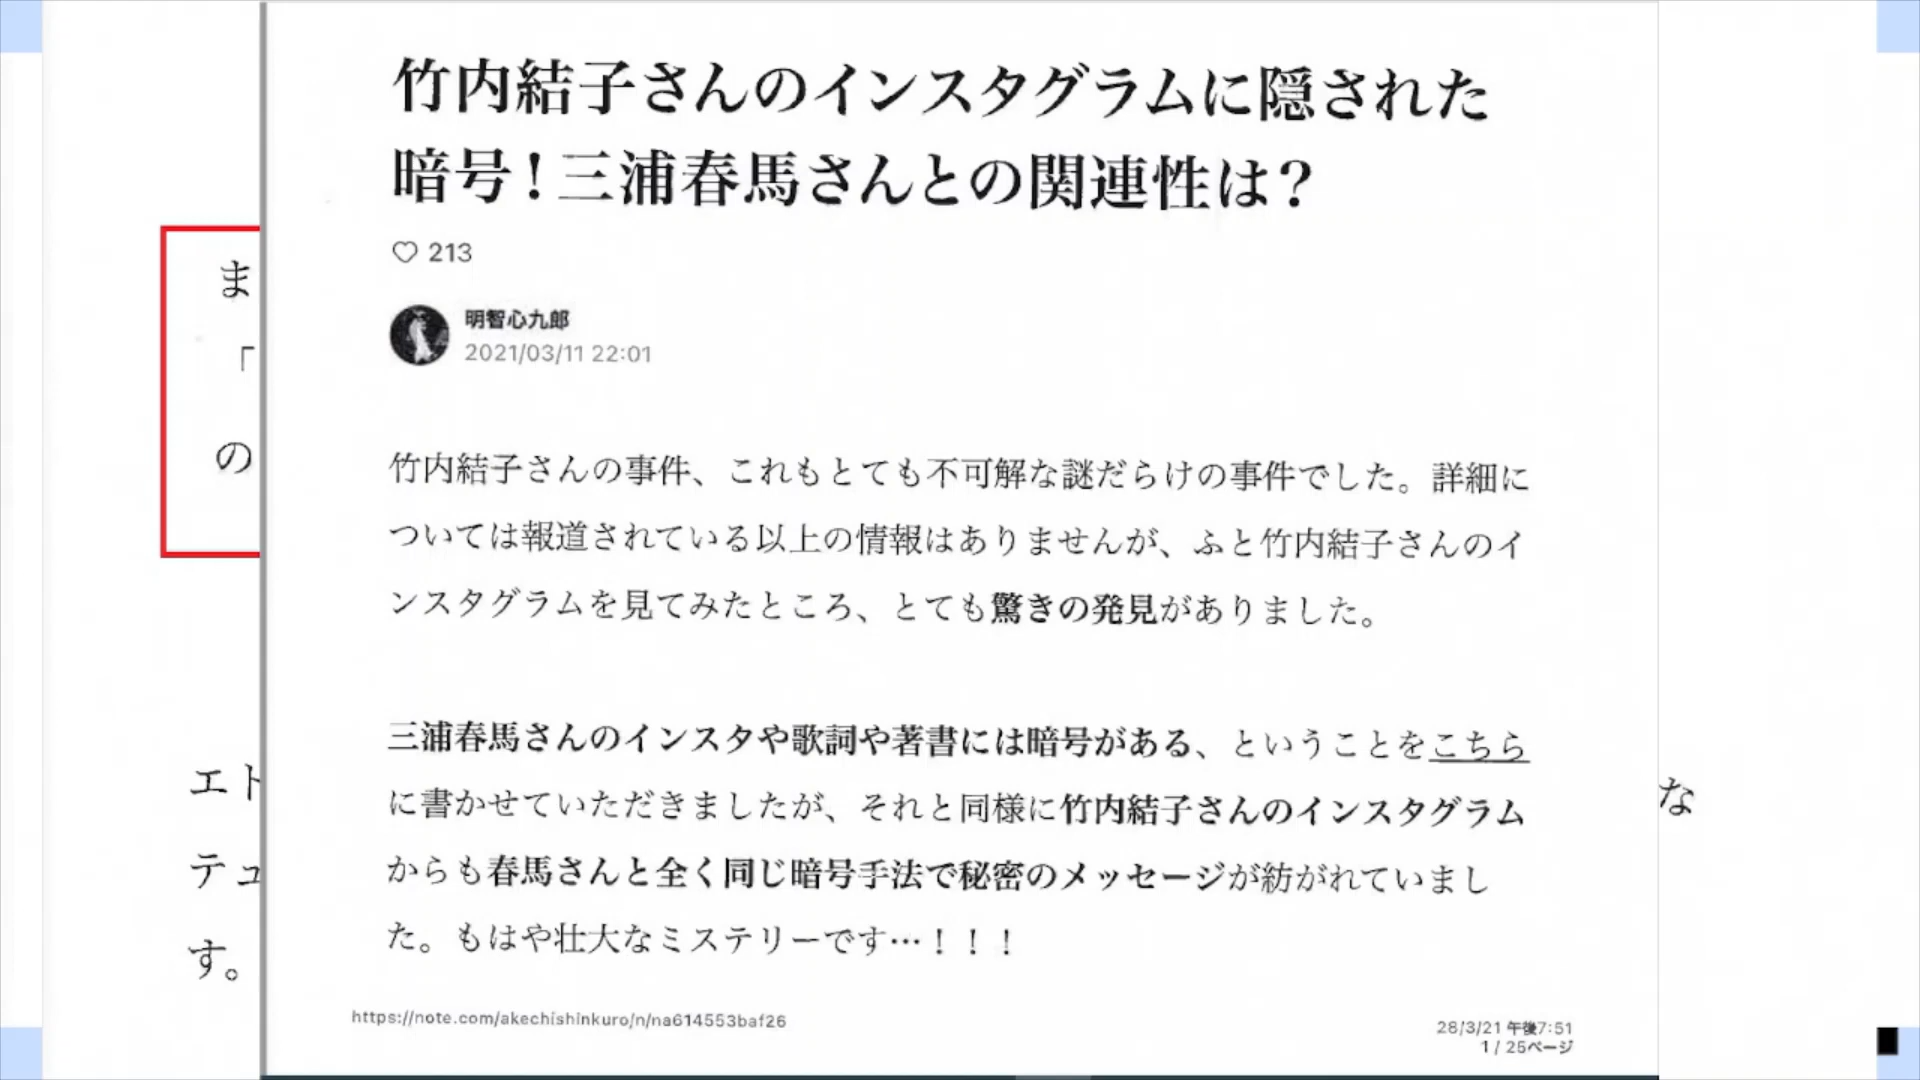 竹内結子さんのインスタグラムに隠された
暗号！三浦春馬さんとの関連性は？
♡ 213
明智心九郎
2021/03/11 22:01
竹内結子さんの事件、これもとても不可解な謎だらけの事件でした。詳細に
ついては報道されている以上の情報はありませんが、ふと竹内結子さんのイ
ンスタグラムを見てみたところ、とても驚きの発見がありました。
三浦春馬さんのインスタや歌詞や著書には暗号がある、ということをこちら
に書かせていただきましたが、それと同様に竹内結子さんのインスタグラム
からも春馬さんと全く同じ暗号手法で秘密のメッセージが紡がれていまし
た。もはや壮大なミステリーです…！！！
https://note.com/akechishinkuro/n/na614553baf26
28/3/21 午後7:51
1 / 25ページ
ま
「
の
エト
な
テュ
す。